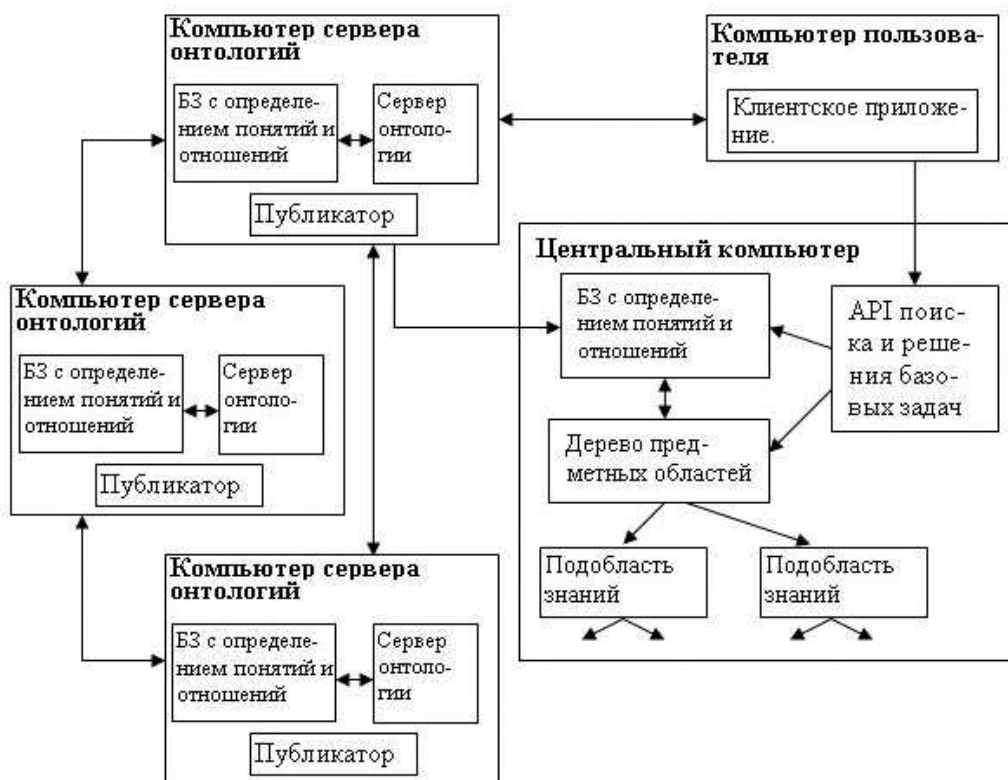 Компьютер сервера
онтологий
БЗ с определе-
нием понятий и
отношений
Сервер
онтоло-
гии
Публикатор
Компьютер пользова-
теля
Клиентское приложе-
ние.
Компьютер сервера
онтологий
БЗ с определе-
нием понятий и
отношений
Сервер
онтоло-
гии
Публикатор
Центральный компьютер
БЗ с определе-
нием понятий и
отношений
API поис-
ка и реше-
ния базо-
вых задач
Дерево пред-
метных областей
Подобласть
знаний
Подобласть
знаний
Компьютер сервера
онтологий
БЗ с определе-
нием понятий и
отношений
Сервер
онтоло-
гии
Публикатор